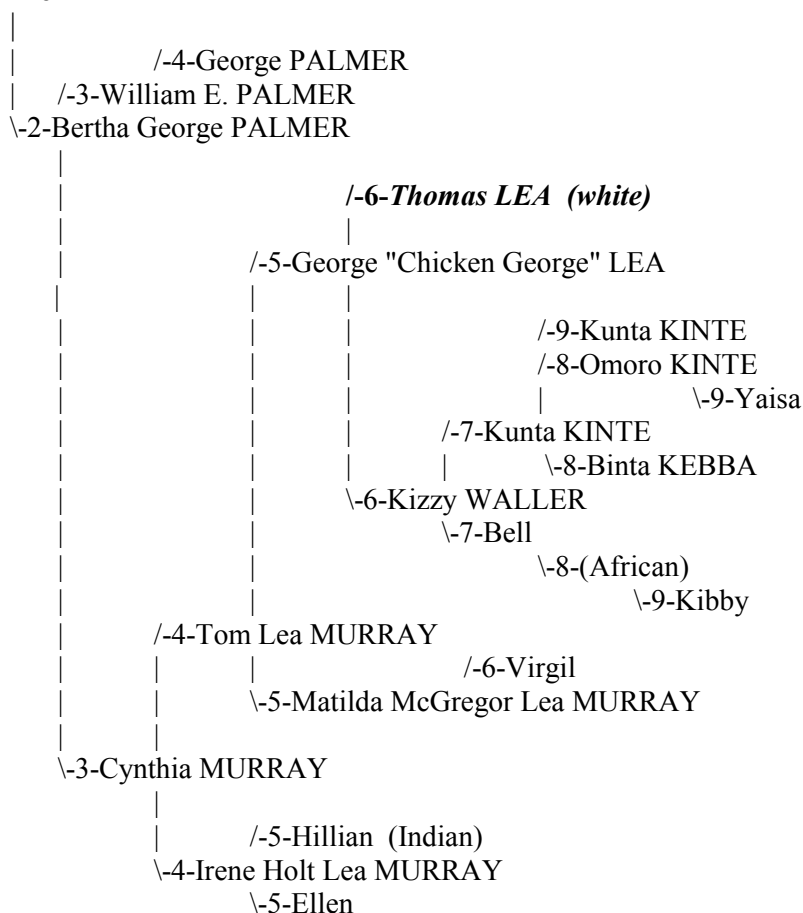 /-4-George PALMER
/-3-William E. PALMER
\-2-Bertha George PALMER
/-6-Thomas LEA (white)
/-5-George "Chicken George" LEA
/-9-Kunta KINTE
/-8-Omoro KINTE
\-9-Yaisa
/-7-Kunta KINTE
\-8-Binta KEBBA
\-6-Kizzy WALLER
\-7-Bell
\-8-(African)
\-9-Kibby
/-4-Tom Lea MURRAY
/-6-Virgil
\-5-Matilda McGregor Lea MURRAY
\-3-Cynthia MURRAY
/-5-Hillian (Indian)
\-4-Irene Holt Lea MURRAY
\-5-Ellen